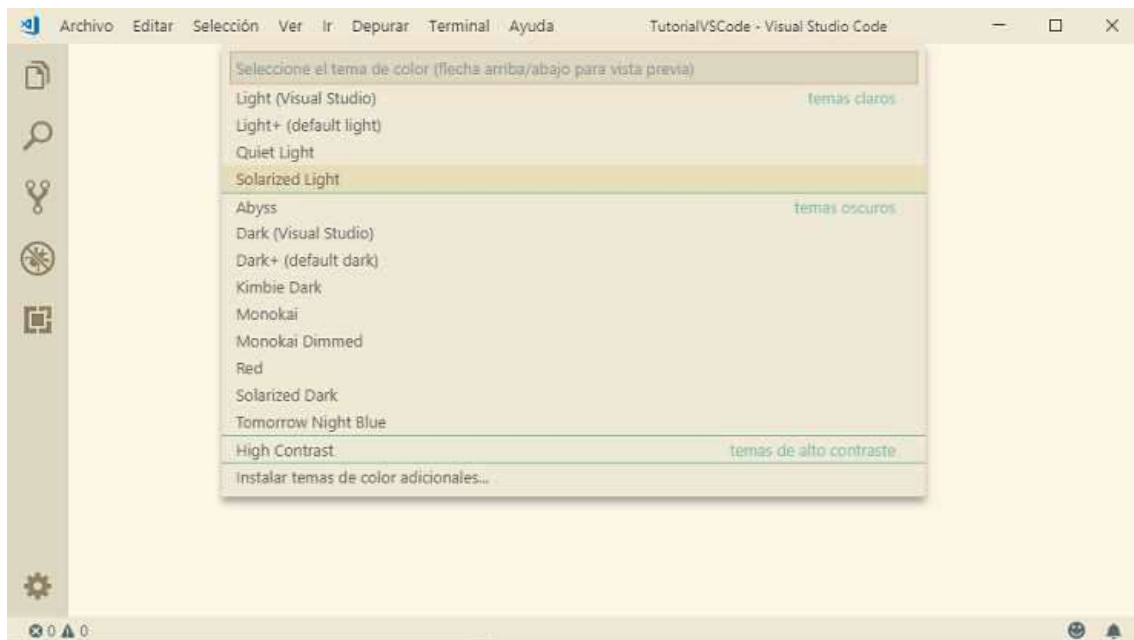 Archivo Editar Selección Ver Ir Depurar Terminal Ayuda TutorialVSCode - Visual Studio Code
Seleccione el tema de color (flecha arriba/abajo para vista previa)
Light (Visual Studio) temas claros
Light+ (default light)
Quiet Light
Solarized Light
Abyss temas oscuros
Dark (Visual Studio)
Dark+ (default dark)
Kimbie Dark
Monokai
Monokai Dimmed
Red
Solarized Dark
Tomorrow Night Blue
High Contrast temas de alto contraste
Instalar temas de color adicionales...
0 0